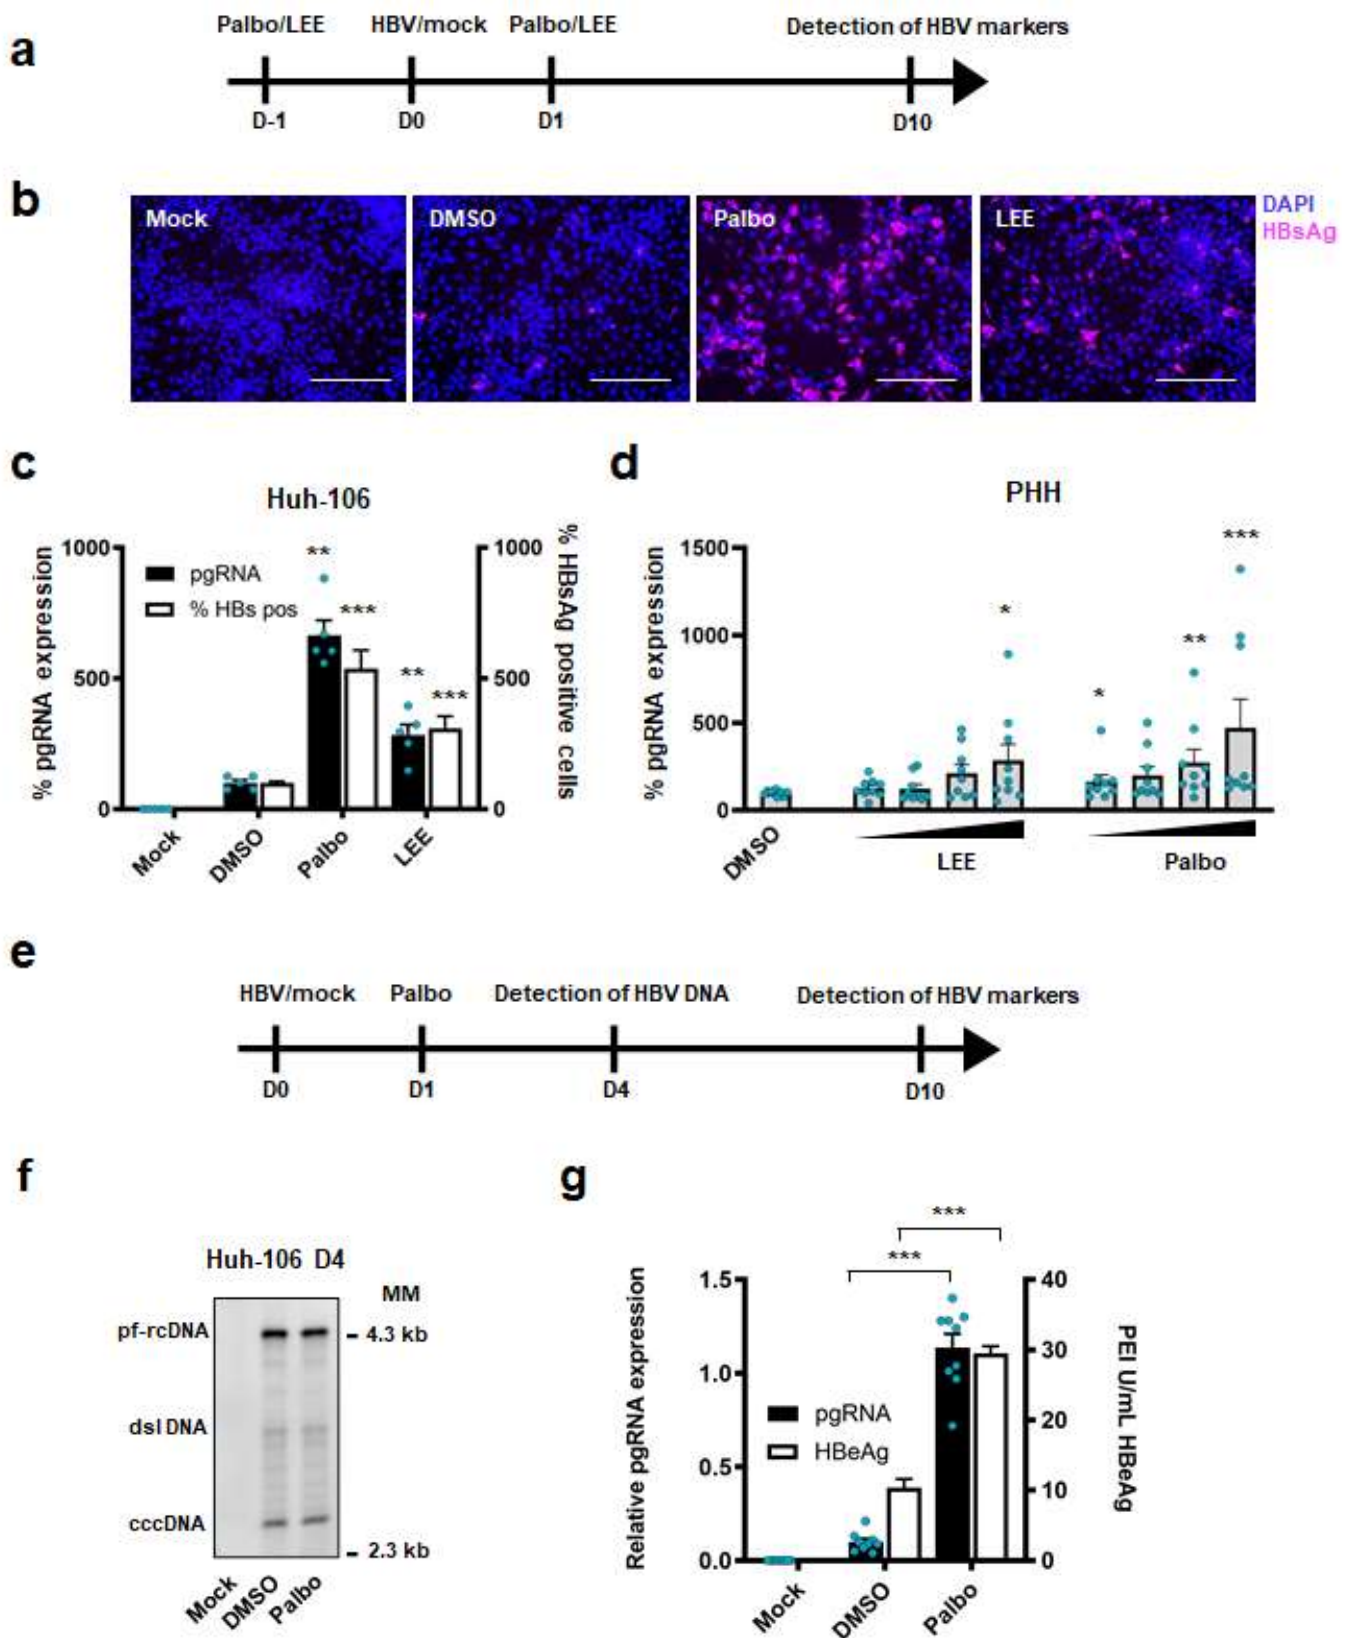 a
Palbo/LEE HBV/mock Palbo/LEE Detection of HBV markers
D-1 D0 D1 D10
b
Mock DMSO Palbo LEE
DAPI
HBsAg
c
Huh-106
% pgRNA expression
1000
500
0
pgRNA
% HBs pos
** *** ** ***
1000
500
0
% HBsAg positive cells
Mock DMSO Palbo LEE
d
PHH
% pgRNA expression
1500
1000
500
0
* * ** ***
DMSO LEE Palbo
e
HBV/mock Palbo Detection of HBV DNA Detection of HBV markers
D0 D1 D4 D10
f
Huh-106 D4
MM
pf-rcDNA
dsl DNA
cccDNA
- 4.3 kb
- 2.3 kb
Mock DMSO Palbo
g
***
***
Relative pgRNA expression
1.5
1.0
0.5
0.0
pgRNA
HBeAg
40
30
20
10
0
PEI U/mL HBeAg
Mock DMSO Palbo